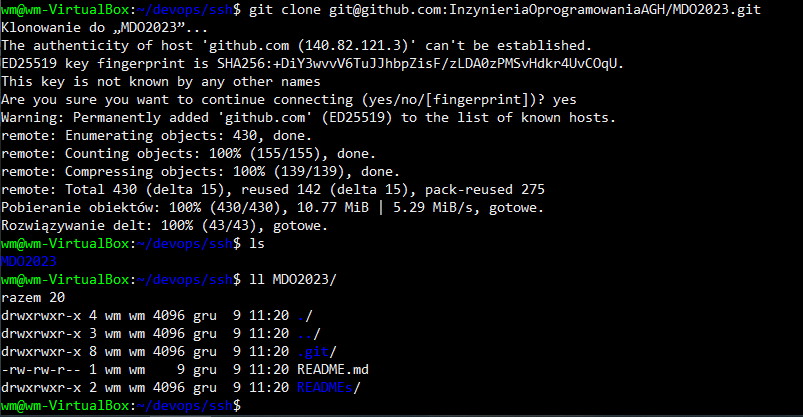 wm@wm-VirtualBox:~/devops/ssh$ git clone git@github.com:InzynieriaOprogramowaniaAGH/MDO2023.git
Klonowanie do „MDO2023”...
The authenticity of host 'github.com (140.82.121.3)' can't be established.
ED25519 key fingerprint is SHA256:+DiY3wvvV6TuJJhbpZisF/zLDA0zPMSvHdkr4UvCOqU.
This key is not known by any other names
Are you sure you want to continue connecting (yes/no/[fingerprint])? yes
Warning: Permanently added 'github.com' (ED25519) to the list of known hosts.
remote: Enumerating objects: 430, done.
remote: Counting objects: 100% (155/155), done.
remote: Compressing objects: 100% (139/139), done.
remote: Total 430 (delta 15), reused 142 (delta 15), pack-reused 275
Pobieranie obiektów: 100% (430/430), 10.77 MiB | 5.29 MiB/s, gotowe.
Rozwiązywanie delt: 100% (43/43), gotowe.
wm@wm-VirtualBox:~/devops/ssh$ ls
MDO2023
wm@wm-VirtualBox:~/devops/ssh$ ll MDO2023/
razem 20
drwxrwxr-x 4 wm wm 4096 gru  9 11:20 ./
drwxrwxr-x 3 wm wm 4096 gru  9 11:20 ../
drwxrwxr-x 8 wm wm 4096 gru  9 11:20 .git/
-rw-rw-r-- 1 wm wm    9 gru  9 11:20 README.md
drwxrwxr-x 2 wm wm 4096 gru  9 11:20 READMEs/
wm@wm-VirtualBox:~/devops/ssh$